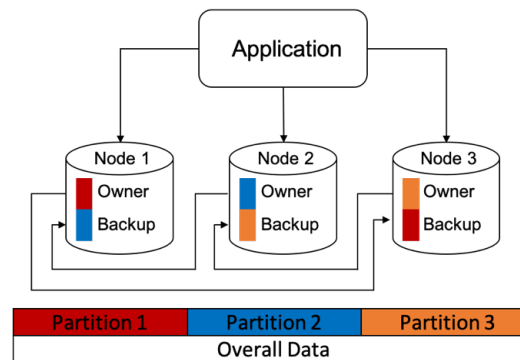 Application
Node 1
Owner
Backup
Node 2
Owner
Backup
Node 3
Owner
Backup
Partition 1 Partition 2 Partition 3
Overall Data